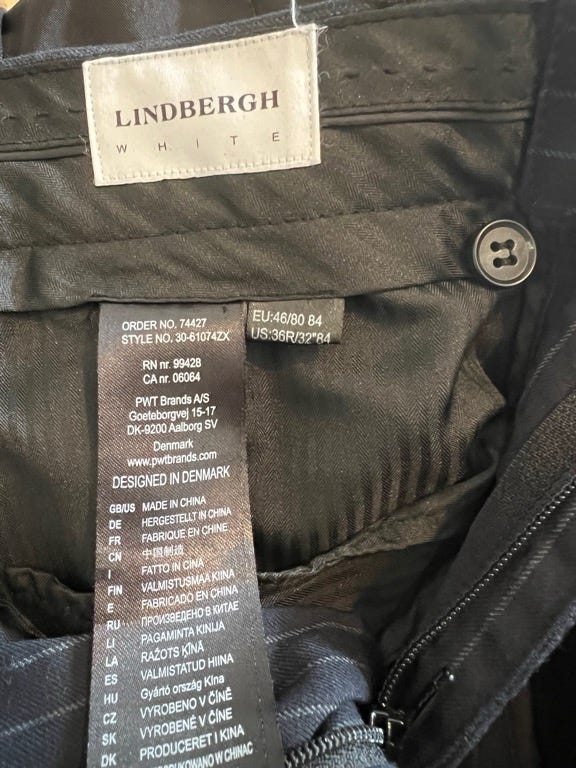 LINDBERGH
WHITE
ORDER NO. 74427
STYLE NO. 30-61074ZX
EU:46/80 84
US:36R/32"84
RN nr. 99428
CA nr. 06064
PWT Brands A/S
Goeteborgvej 15-17
DK-9200 Aalborg SV
Denmark
www.pwtbrands.com
DESIGNED IN DENMARK
GB/US MADE IN CHINA
DE HERGESTELLT IN CHINA
FR FABRIQUE EN CHINE
CN 中国制造
I FATTO IN CINA
FIN VALMISTUSMAA KIINA
E FABRICADO EN CHINA
RU ПРОИЗВЕДЕНО В КИТАЕ
LI PAGAMINTA KINIJA
LA RAŽOTS ĶĪNĀ
ES VALMISTATUD HIINA
HU Gyártó ország Kína
CZ VYROBENO V ČÍNĚ
SK VYROBENÉ V ČÍNE
DK PRODUCERET I KINA